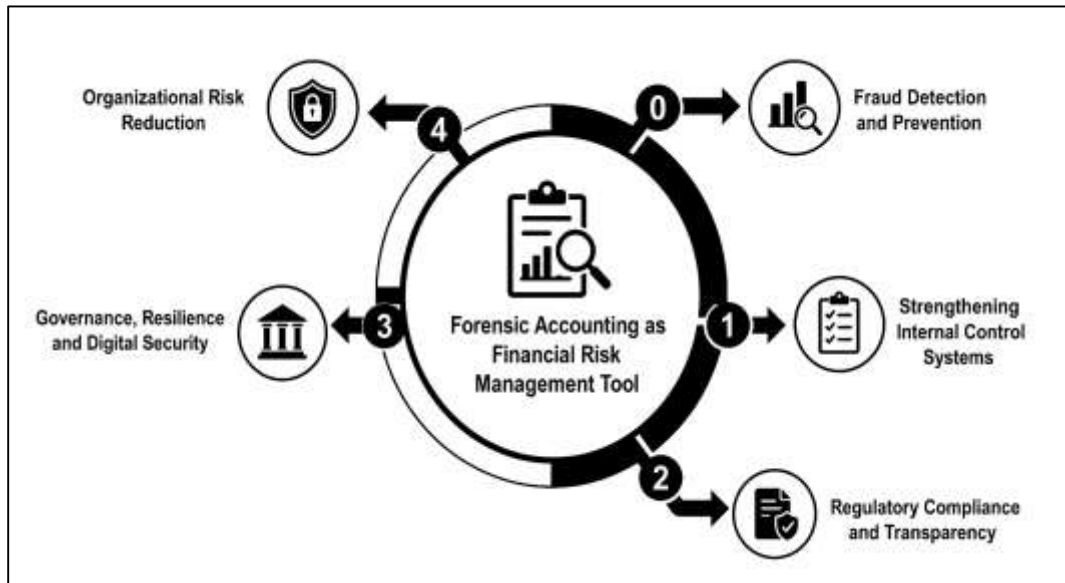 Forensic Accounting as
Financial Risk
Management Tool
0
Fraud Detection
and Prevention
1
Strengthening
Internal Control
Systems
2
Regulatory Compliance
and Transparency
3
Governance, Resilience
and Digital Security
4
Organizational Risk
Reduction